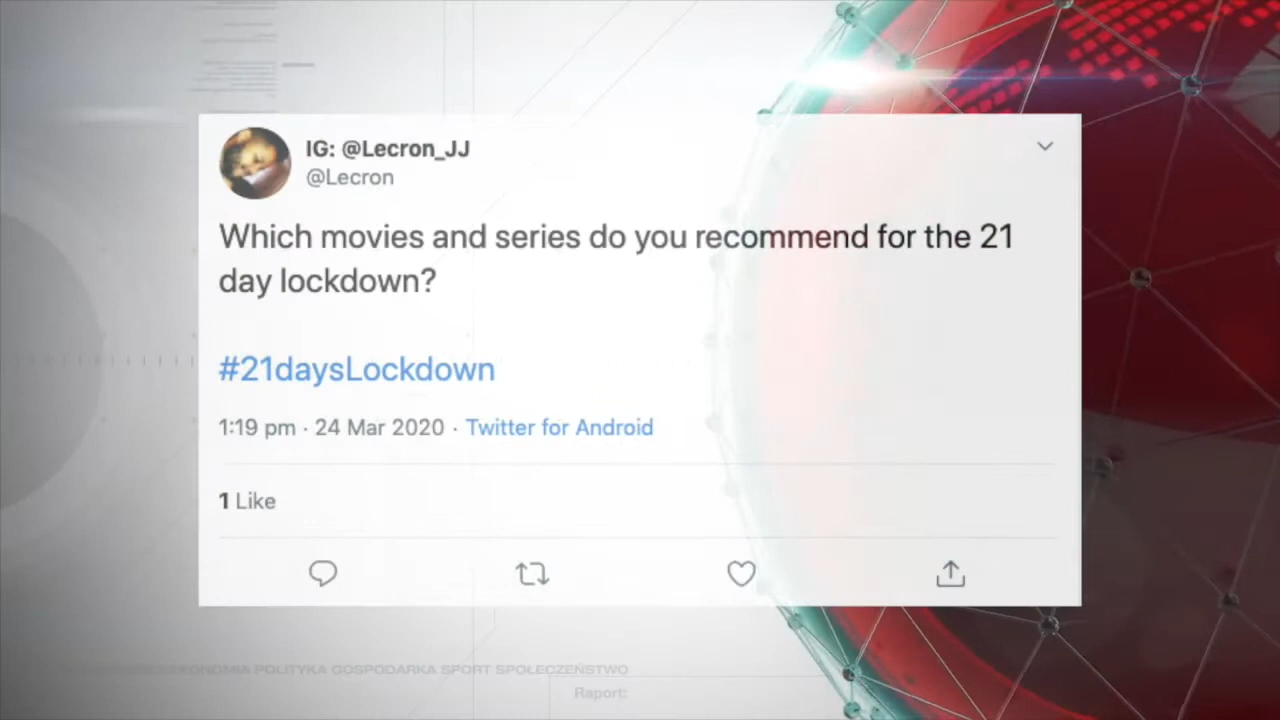 IG: @Lecron_JJ
@Lecron
Which movies and series do you recommend for the 21
day lockdown?
#21daysLockdown
1:19 pm · 24 Mar 2020 · Twitter for Android
1 Like
POLITYKA GOSPODARKA SPORT SPOŁECZEŃSTWO
Raport: